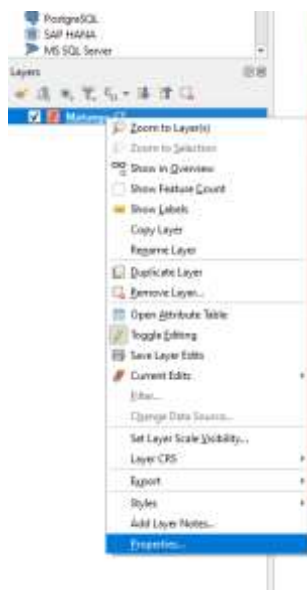 PostgreSQL
SAP HANA
MS SQL Server
Layers
Zoom to Layer(s)
Zoom to Selection
Show in Overview
Show Feature Count
Show Labels
Copy Layer
Rename Layer
Duplicate Layer
Remove Layer...
Open Attribute Table
Toggle Editing
Save Layer Edits
Current Edits
Filter...
Change Data Source...
Set Layer Scale Visibility...
Layer CRS
Export
Styles
Add Layer Notes...
Properties...